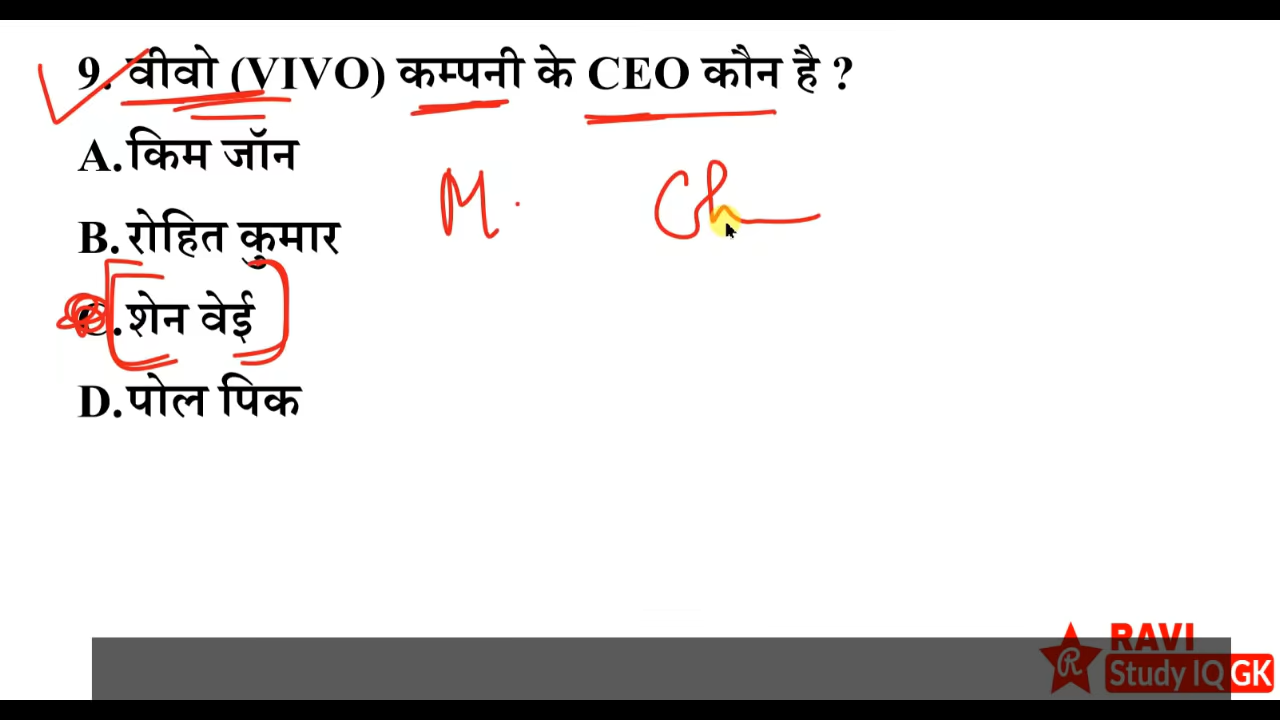 9. वीवो (VIVO) कम्पनी के CEO कौन है ?
A. किम जॉन
B. रोहित कुमार
C. शेन वेई
D. पोल पिक
M.
RAVI
R Study IQ GK